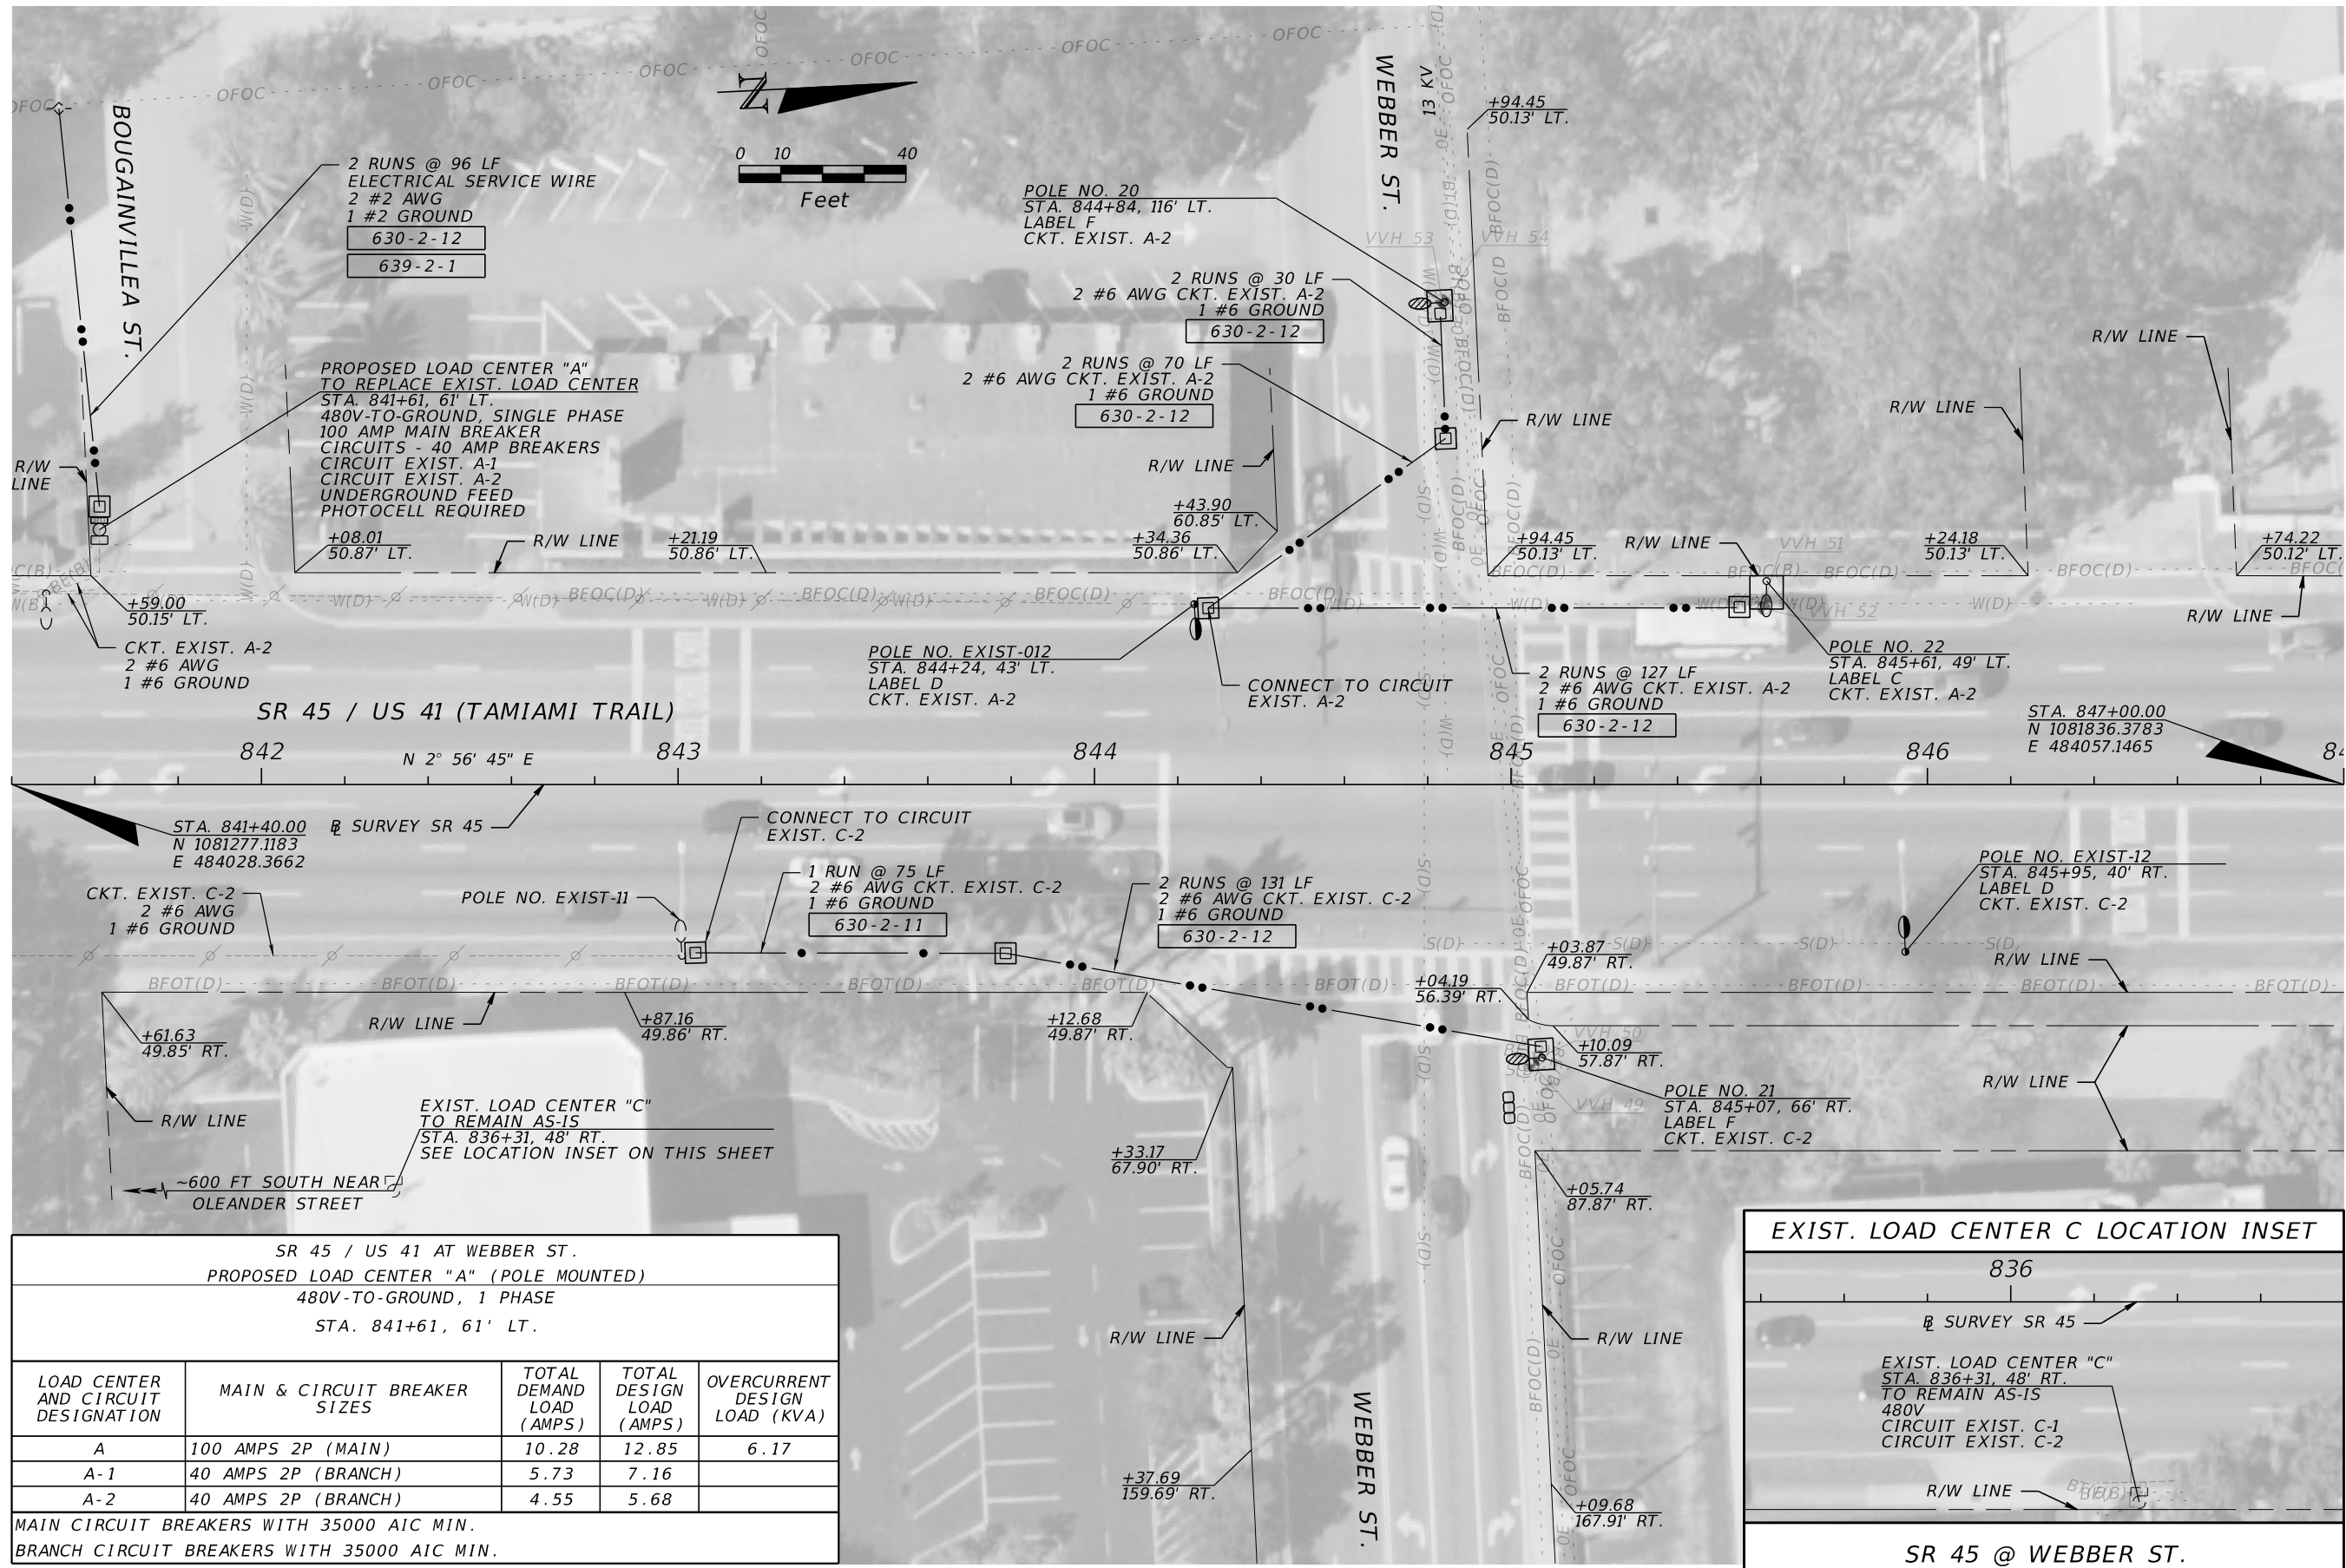 OFOC
OFOC
OFOC
OFOC
OFOC
OFOC
OFOC
OFOC
BOUGAINVILLEA ST.
2 RUNS @ 96 LF
ELECTRICAL SERVICE WIRE
2 #2 AWG
1 #2 GROUND
630-2-12
639-2-1
N
0 10 40
Feet
WEBBER ST.
13 KV
+94.45
50.13' LT.
POLE NO. 20
STA. 844+84, 116' LT.
LABEL F
CKT. EXIST. A-2
VVH 53
VVH 54
2 RUNS @ 30 LF
2 #6 AWG CKT. EXIST. A-2
1 #6 GROUND
630-2-12
2 RUNS @ 70 LF
2 #6 AWG CKT. EXIST. A-2
1 #6 GROUND
630-2-12
PROPOSED LOAD CENTER "A"
TO REPLACE EXIST. LOAD CENTER
STA. 841+61, 61' LT.
480V-TO-GROUND, SINGLE PHASE
100 AMP MAIN BREAKER
CIRCUITS - 40 AMP BREAKERS
CIRCUIT EXIST. A-1
CIRCUIT EXIST. A-2
UNDERGROUND FEED
PHOTOCELL REQUIRED
R/W
LINE
R/W LINE
R/W LINE
R/W LINE
R/W LINE
+43.90
60.85' LT.
+08.01
50.87' LT.
R/W LINE
+21.19
50.86' LT.
+34.36
50.86' LT.
+94.45
50.13' LT.
R/W LINE
VVH 51
+24.18
50.13' LT.
+74.22
50.12' LT.
BFOC(D)
BFOC(D)
BFOC(D)
BFOC(D)
BFOC(D)
BFOC(B)
BFOC(D)
BFOC(D)
W(D)
W(D)
W(D)
W(D)
W(D)
W(D)
W(D)
VVH 52
R/W LINE
+59.00
50.15' LT.
CKT. EXIST. A-2
2 #6 AWG
1 #6 GROUND
POLE NO. EXIST-012
STA. 844+24, 43' LT.
LABEL D
CKT. EXIST. A-2
CONNECT TO CIRCUIT
EXIST. A-2
2 RUNS @ 127 LF
2 #6 AWG CKT. EXIST. A-2
1 #6 GROUND
630-2-12
POLE NO. 22
STA. 845+61, 49' LT.
LABEL C
CKT. EXIST. A-2
SR 45 / US 41 (TAMIAMI TRAIL)
STA. 847+00.00
N 1081836.3783
E 484057.1465
842 843 844 845 846
N 2° 56' 45" E
STA. 841+40.00
N 1081277.1183
E 484028.3662
BL SURVEY SR 45
CONNECT TO CIRCUIT
EXIST. C-2
CKT. EXIST. C-2
2 #6 AWG
1 #6 GROUND
POLE NO. EXIST-11
1 RUN @ 75 LF
2 #6 AWG CKT. EXIST. C-2
1 #6 GROUND
630-2-11
2 RUNS @ 131 LF
2 #6 AWG CKT. EXIST. C-2
1 #6 GROUND
630-2-12
POLE NO. EXIST-12
STA. 845+95, 40' RT.
LABEL D
CKT. EXIST. C-2
S(D)
S(D)
S(D)
S(D)
+03.87
49.87' RT.
R/W LINE
BFOT(D)
BFOT(D)
BFOT(D)
BFOT(D)
BFOT(D)
BFOT(D)
BFOT(D)
BFOT(D)
BFOT(D)
+04.19
56.39' RT.
+61.63
49.85' RT.
R/W LINE
+87.16
49.86' RT.
+12.68
49.87' RT.
VVH 50
+10.09
57.87' RT.
R/W LINE
VVH 49
POLE NO. 21
STA. 845+07, 66' RT.
LABEL F
CKT. EXIST. C-2
R/W LINE
EXIST. LOAD CENTER "C"
TO REMAIN AS-IS
STA. 836+31, 48' RT.
SEE LOCATION INSET ON THIS SHEET
~600 FT SOUTH NEAR
OLEANDER STREET
+33.17
67.90' RT.
+05.74
87.87' RT.
R/W LINE
R/W LINE
+37.69
159.69' RT.
+09.68
167.91' RT.
WEBBER ST.
SR 45 / US 41 AT WEBBER ST.
PROPOSED LOAD CENTER "A" (POLE MOUNTED)
480V-TO-GROUND, 1 PHASE
STA. 841+61, 61' LT.
LOAD CENTER AND CIRCUIT DESIGNATION
MAIN & CIRCUIT BREAKER SIZES
TOTAL DEMAND LOAD (AMPS)
TOTAL DESIGN LOAD (AMPS)
OVERCURRENT DESIGN LOAD (KVA)
A 100 AMPS 2P (MAIN) 10.28 12.85 6.17
A-1 40 AMPS 2P (BRANCH) 5.73 7.16
A-2 40 AMPS 2P (BRANCH) 4.55 5.68
MAIN CIRCUIT BREAKERS WITH 35000 AIC MIN.
BRANCH CIRCUIT BREAKERS WITH 35000 AIC MIN.
EXIST. LOAD CENTER C LOCATION INSET
836
BL SURVEY SR 45
EXIST. LOAD CENTER "C"
STA. 836+31, 48' RT.
TO REMAIN AS-IS
480V
CIRCUIT EXIST. C-1
CIRCUIT EXIST. C-2
R/W LINE
SR 45 @ WEBBER ST.